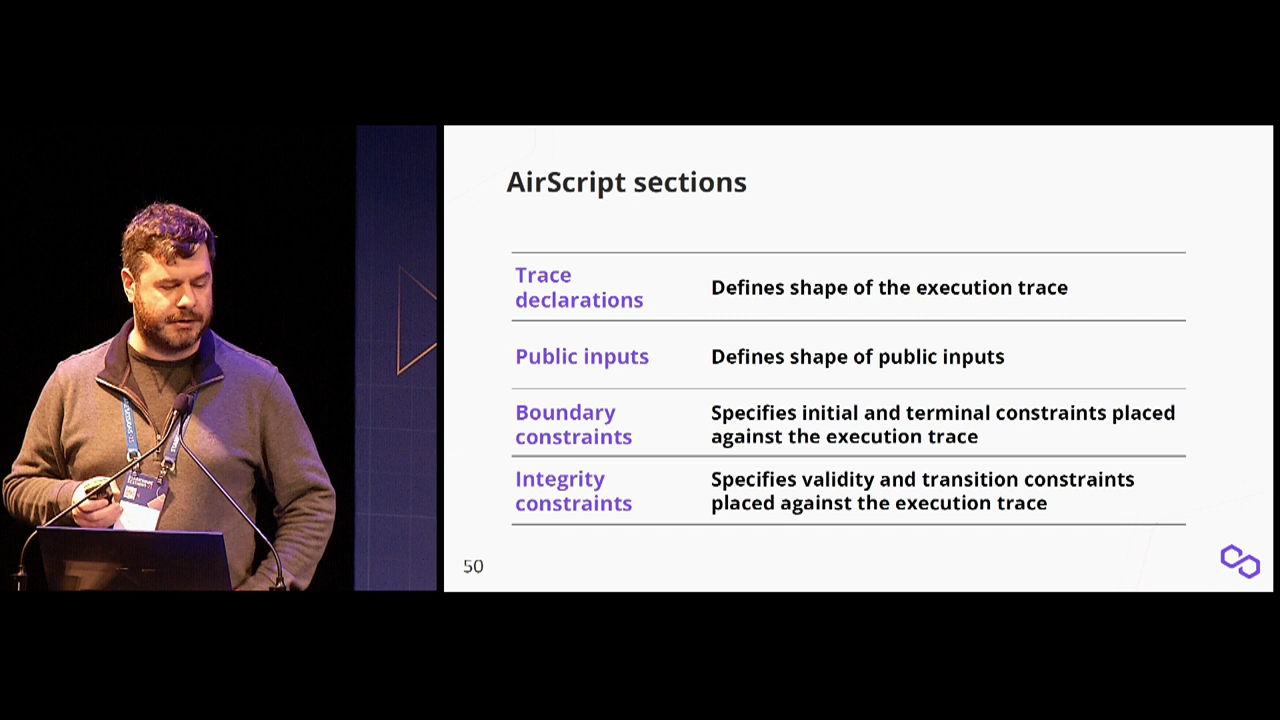 AirScript sections
Trace
declarations
Defines shape of the execution trace
Public inputs
Defines shape of public inputs
Boundary
constraints
Specifies initial and terminal constraints placed
against the execution trace
Integrity
constraints
Specifies validity and transition constraints
placed against the execution trace
50